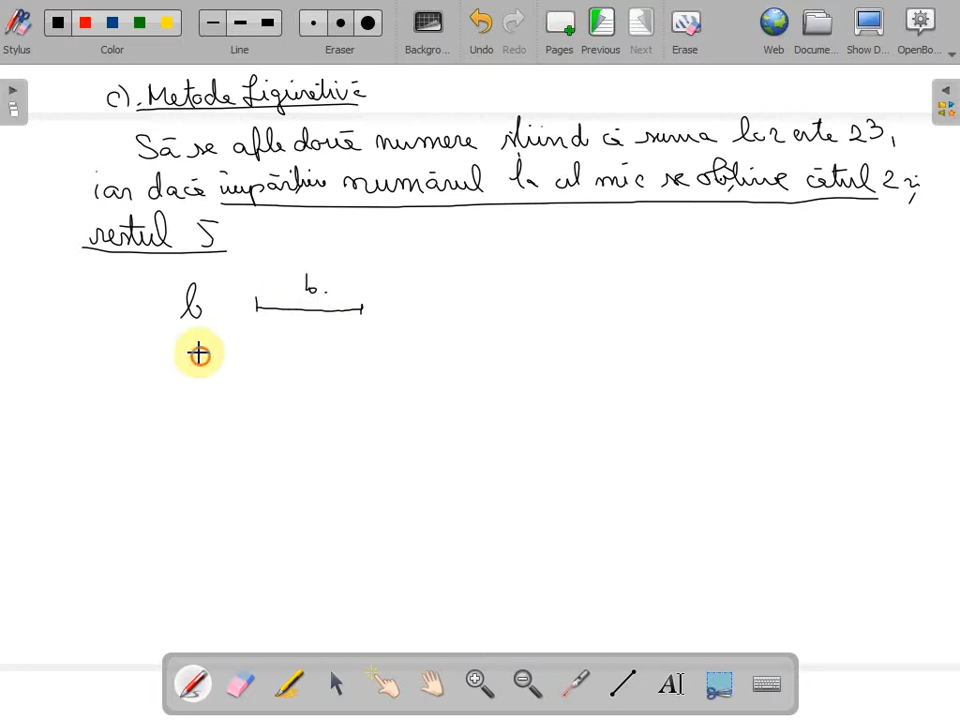 Stylus Color Line Eraser Backgro... Undo Redo Pages Previous Next Erase Web Docume... Show D... OpenBo...
c). Metoda figurativă
Să se afle două numere știind că suma lor este 23,
iar dacă împărțim numărul la cel mic se obține câtul 2 și
restul 5
b.
b
A